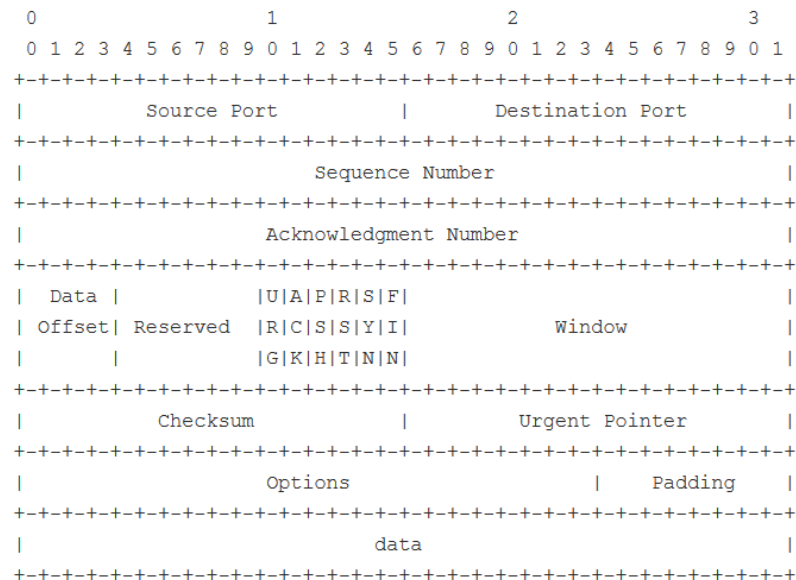 0                   1                   2                   3
 0 1 2 3 4 5 6 7 8 9 0 1 2 3 4 5 6 7 8 9 0 1 2 3 4 5 6 7 8 9 0 1
+-+-+-+-+-+-+-+-+-+-+-+-+-+-+-+-+-+-+-+-+-+-+-+-+-+-+-+-+-+-+-+-+
|          Source Port          |       Destination Port        |
+-+-+-+-+-+-+-+-+-+-+-+-+-+-+-+-+-+-+-+-+-+-+-+-+-+-+-+-+-+-+-+-+
|                        Sequence Number                        |
+-+-+-+-+-+-+-+-+-+-+-+-+-+-+-+-+-+-+-+-+-+-+-+-+-+-+-+-+-+-+-+-+
|                    Acknowledgment Number                      |
+-+-+-+-+-+-+-+-+-+-+-+-+-+-+-+-+-+-+-+-+-+-+-+-+-+-+-+-+-+-+-+-+
|  Data |           |U|A|P|R|S|F|                               |
| Offset| Reserved  |R|C|S|S|Y|I|            Window             |
|       |           |G|K|H|T|N|N|                               |
+-+-+-+-+-+-+-+-+-+-+-+-+-+-+-+-+-+-+-+-+-+-+-+-+-+-+-+-+-+-+-+-+
|           Checksum            |         Urgent Pointer        |
+-+-+-+-+-+-+-+-+-+-+-+-+-+-+-+-+-+-+-+-+-+-+-+-+-+-+-+-+-+-+-+-+
|                    Options                    |    Padding    |
+-+-+-+-+-+-+-+-+-+-+-+-+-+-+-+-+-+-+-+-+-+-+-+-+-+-+-+-+-+-+-+-+
|                             data                              |
+-+-+-+-+-+-+-+-+-+-+-+-+-+-+-+-+-+-+-+-+-+-+-+-+-+-+-+-+-+-+-+-+